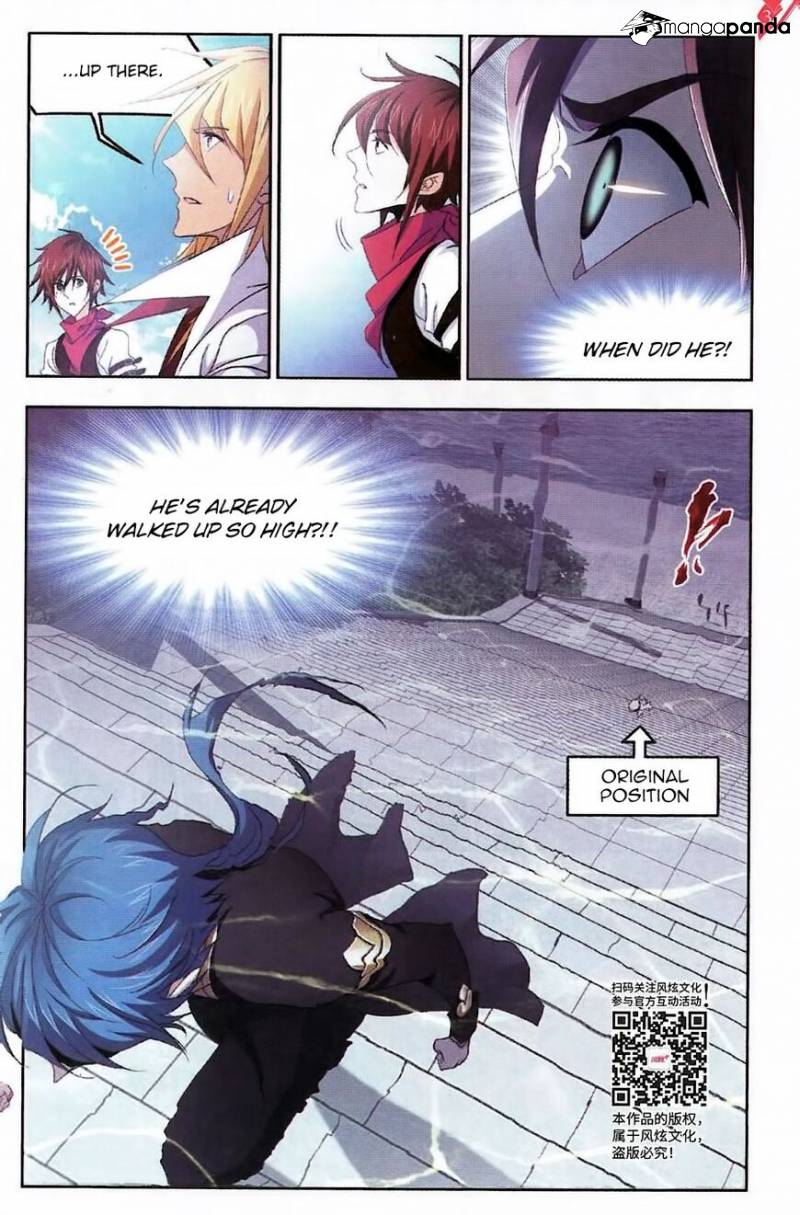 mangapanda
...UP THERE.
WHEN DID HE?!
HE'S ALREADY
WALKED UP SO HIGH?!!
ORIGINAL
POSITION
扫码关注风炫文化
参与官方互动活动!
本作品的版权，
属于风炫文化，
盗版必究！